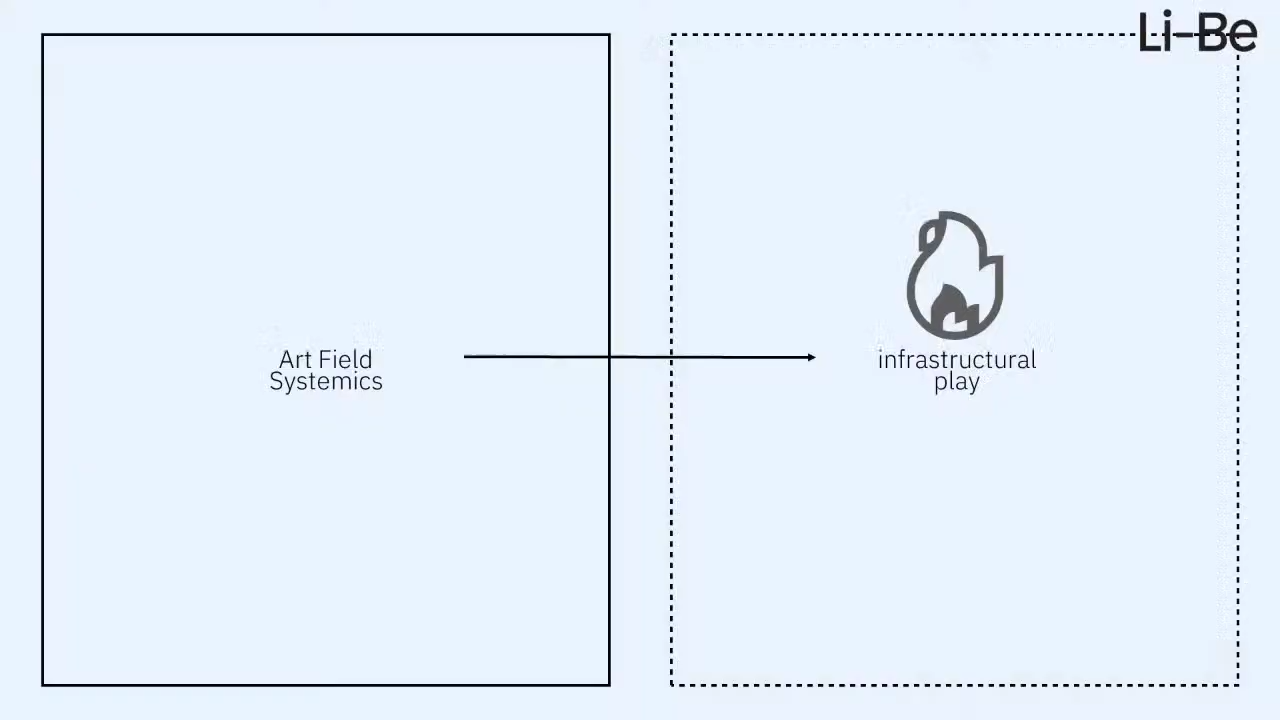 Li-Be
Art Field
Systemics
infrastructural
play